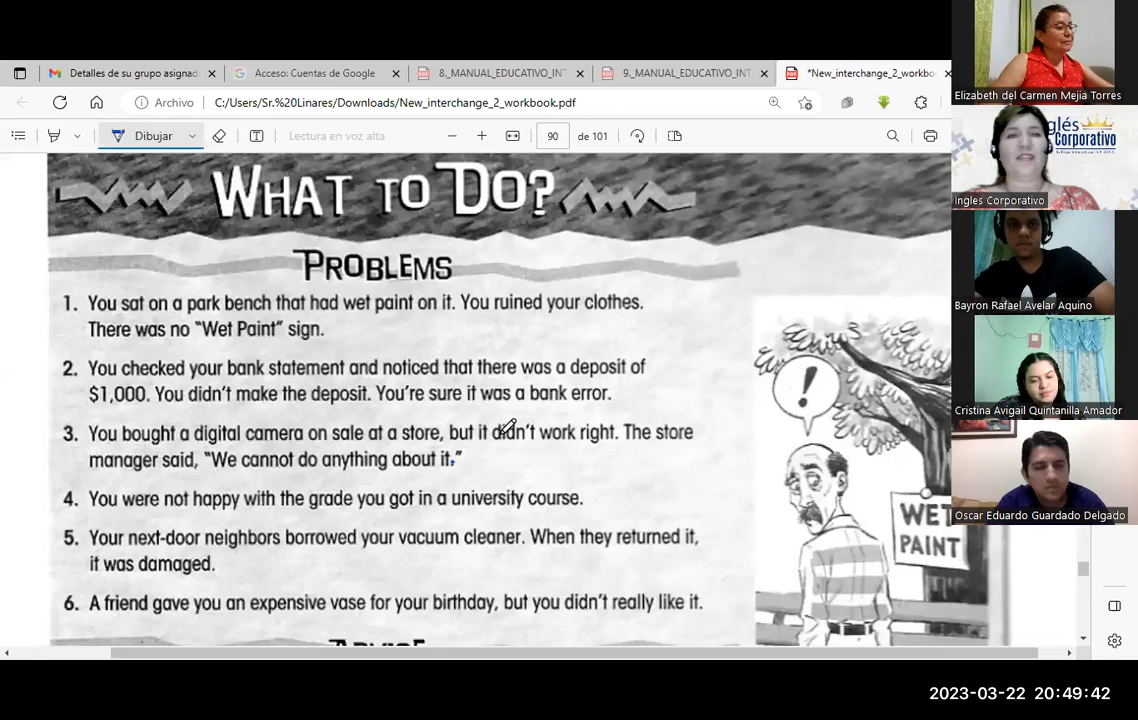 Detalles de su grupo asignad
Acceso: Cuentas de Google
8._MANUAL_EDUCATIVO_INT
9._MANUAL_EDUCATIVO_INT
*New_interchange_2_workbo
Archivo
C:/Users/Sr.%20Linares/Downloads/New_interchange_2_workbook.pdf
Dibujar
Lectura en voz alta
90
de 101
WHAT TO DO?
PROBLEMS
1. You sat on a park bench that had wet paint on it. You ruined your clothes.
There was no "Wet Paint" sign.
2. You checked your bank statement and noticed that there was a deposit of
$1,000. You didn't make the deposit. You're sure it was a bank error.
3. You bought a digital camera on sale at a store, but it didn't work right. The store
manager said, "We cannot do anything about it."
4. You were not happy with the grade you got in a university course.
5. Your next-door neighbors borrowed your vacuum cleaner. When they returned it,
it was damaged.
6. A friend gave you an expensive vase for your birthday, but you didn't really like it.
!
WET
PAINT
Elizabeth del Carmen Mejia Torres
glés
Corporativo
Ingles Corporativo
Bayron Rafael Avelar Aquino
Cristina Avigail Quintanilla Amador
Oscar Eduardo Guardado Delgado
2023-03-22 20:49:42